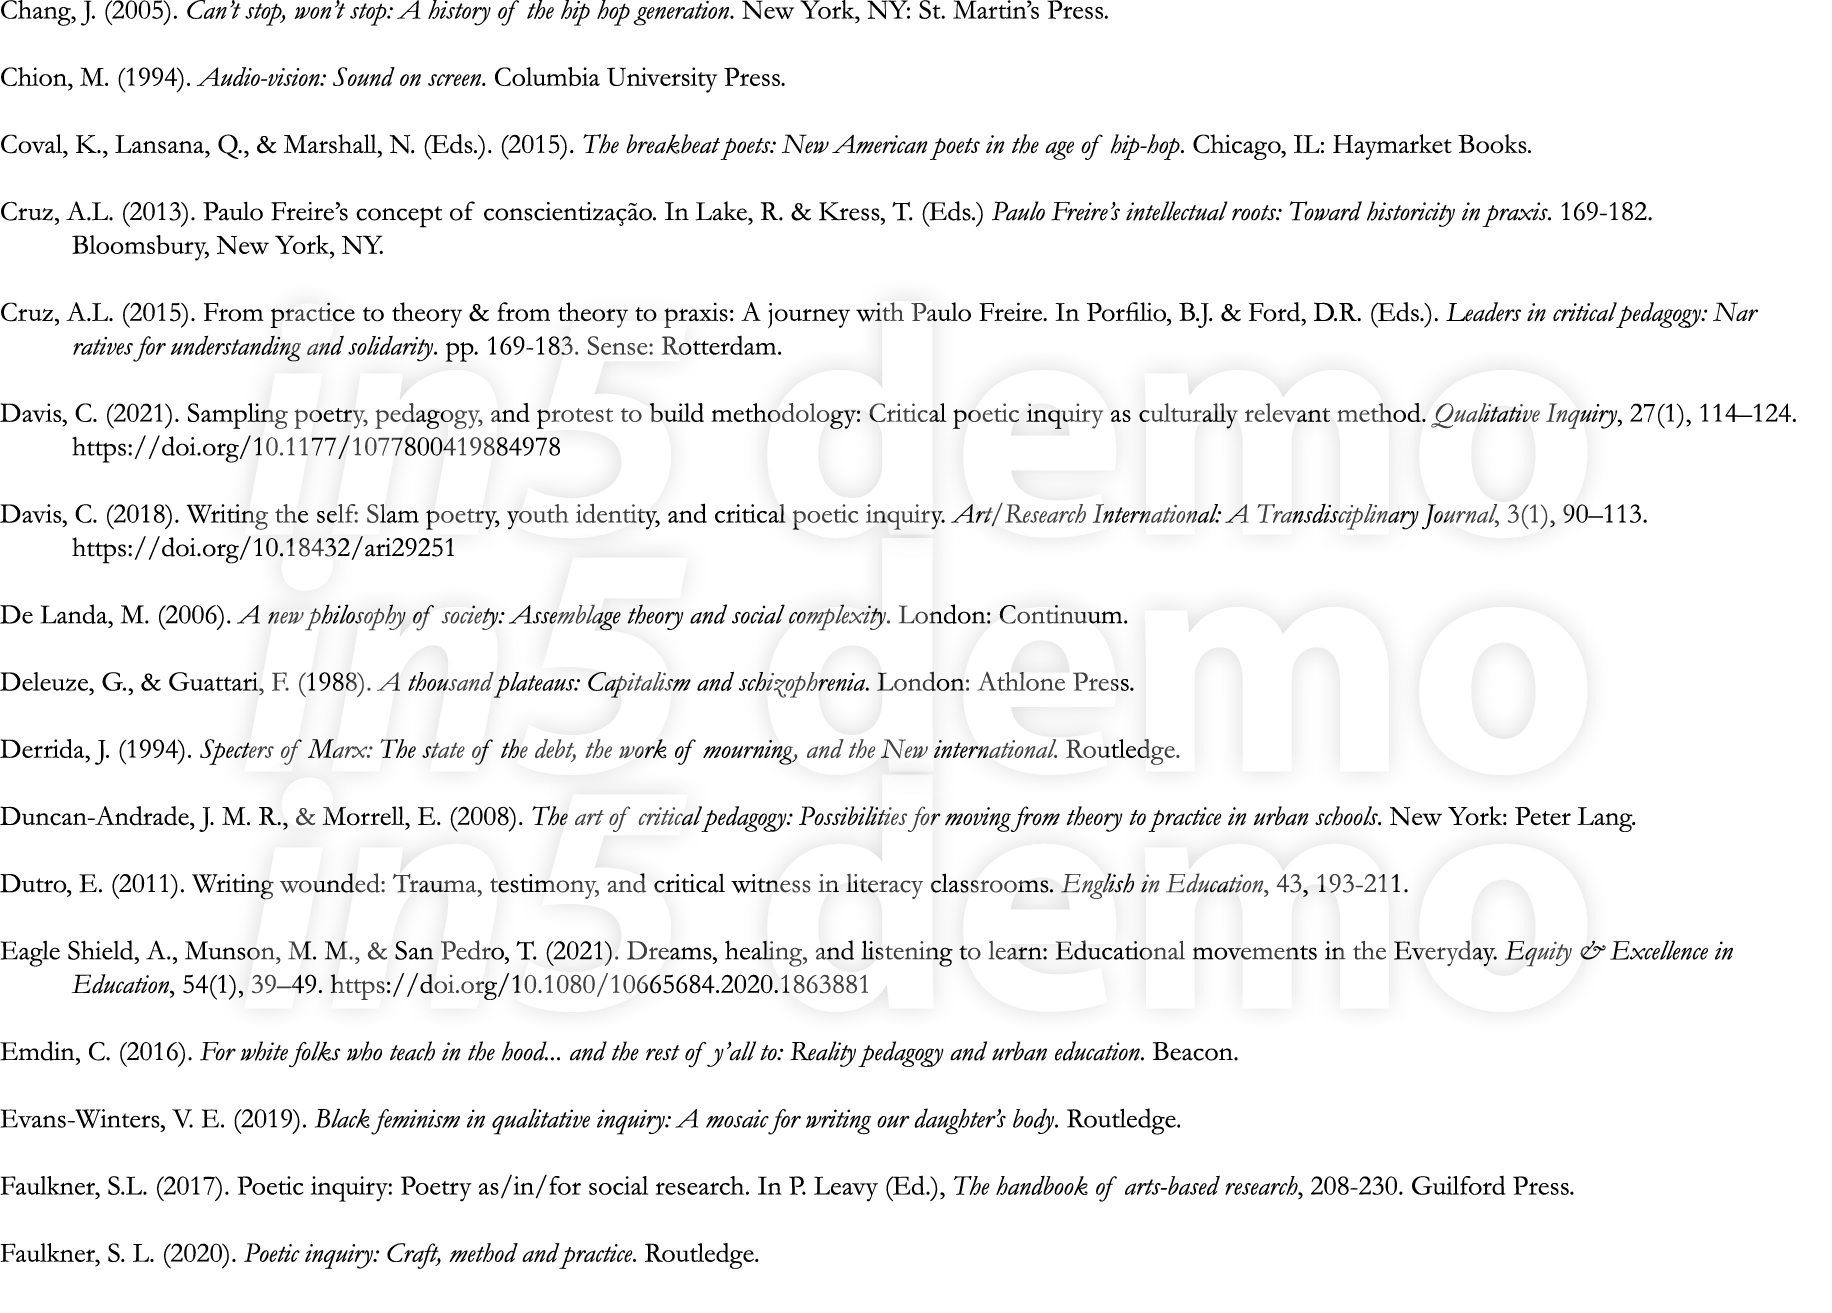 Chang, J. (2005). Can't stop, won't stop: A history of the hip hop generation. New York, NY: St. Martin's Press.
Chion, M. (1994). Audio-vision: Sound on screen. Columbia University Press.
Coval, K., Lansana, Q., & Marshall, N. (Eds.). (2015). The breakbeat poets: New American poets in the age of hip-hop. Chicago, IL: Haymarket Books.
Cruz, A.L. (2013). Paulo Freire's concept of conscientização. In Lake, R. & Kress, T. (Eds.) Paulo Freire's intellectual roots: Toward historicity in praxis. 169-182.
Bloomsbury, New York, NY.
Cruz, A.L. (2015). From practice to theory & from theory to praxis: A journey with Paulo Freire. In Porfilio, B.J. & Ford, D.R. (Eds.). Leaders in critical pedagogy: Nar
ratives for understanding and solidarity. pp. 169-183. Sense: Rotterdam.
Davis, C. (2021). Sampling poetry, pedagogy, and protest to build methodology: Critical poetic inquiry as culturally relevant method. Qualitative Inquiry, 27(1), 114–124.
https://doi.org/10.1177/1077800419884978
Davis, C. (2018). Writing the self: Slam poetry, youth identity, and critical poetic inquiry. Art/Research International: A Transdisciplinary Journal, 3(1), 90–113.
https://doi.org/10.18432/ari29251
De Landa, M. (2006). A new philosophy of society: Assemblage theory and social complexity. London: Continuum.
Deleuze, G., & Guattari, F. (1988). A thousand plateaus: Capitalism and schizophrenia. London: Athlone Press.
Derrida, J. (1994). Specters of Marx: The state of the debt, the work of mourning, and the New international. Routledge.
Duncan-Andrade, J. M. R., & Morrell, E. (2008). The art of critical pedagogy: Possibilities for moving from theory to practice in urban schools. New York: Peter Lang.
Dutro, E. (2011). Writing wounded: Trauma, testimony, and critical witness in literacy classrooms. English in Education, 43, 193-211.
Eagle Shield, A., Munson, M. M., & San Pedro, T. (2021). Dreams, healing, and listening to learn: Educational movements in the Everyday. Equity & Excellence in
Education, 54(1), 39–49. https://doi.org/10.1080/10665684.2020.1863881
Emdin, C. (2016). For white folks who teach in the hood... and the rest of y'all to: Reality pedagogy and urban education. Beacon.
Evans-Winters, V. E. (2019). Black feminism in qualitative inquiry: A mosaic for writing our daughter's body. Routledge.
Faulkner, S.L. (2017). Poetic inquiry: Poetry as/in/for social research. In P. Leavy (Ed.), The handbook of arts-based research, 208-230. Guilford Press.
Faulkner, S. L. (2020). Poetic inquiry: Craft, method and practice. Routledge.
in5 demo
in5 demo
in5 demo